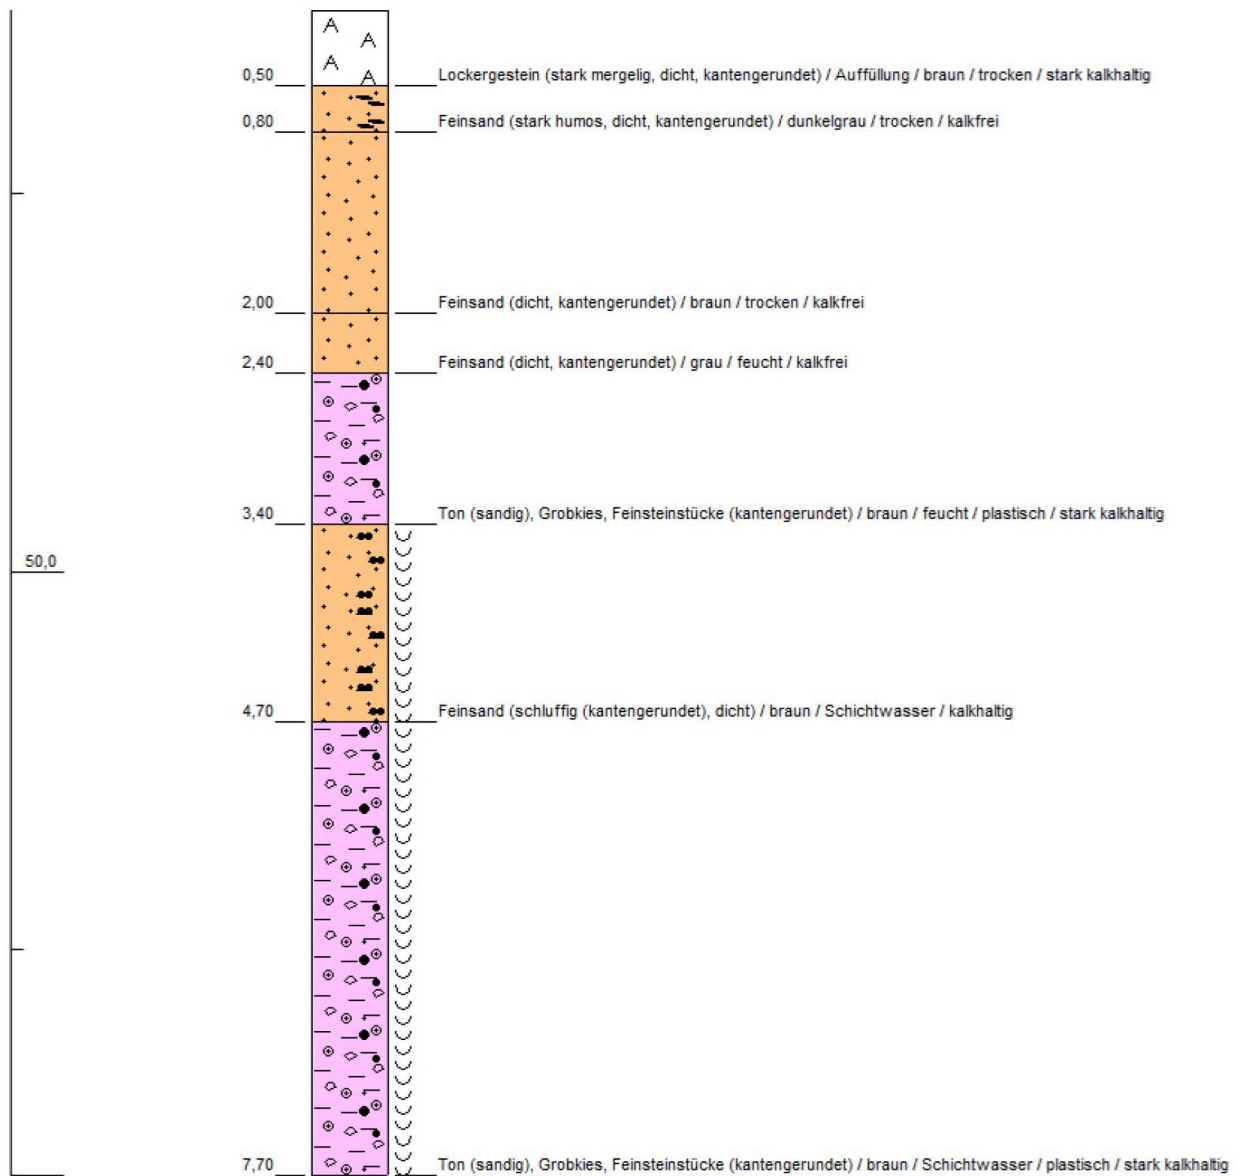 0,50 Lockergestein (stark mergelig, dicht, kantengerundet) / Auffüllung / braun / trocken / stark kalkhaltig
0,80 Feinsand (stark humos, dicht, kantengerundet) / dunkelgrau / trocken / kalkfrei
2,00 Feinsand (dicht, kantengerundet) / braun / trocken / kalkfrei
2,40 Feinsand (dicht, kantengerundet) / grau / feucht / kalkfrei
3,40 Ton (sandig), Grobkies, Feinsteinstücke (kantengerundet) / braun / feucht / plastisch / stark kalkhaltig
50,0
4,70 Feinsand (schluffig (kantengerundet), dicht) / braun / Schichtwasser / kalkhaltig
7,70 Ton (sandig), Grobkies, Feinsteinstücke (kantengerundet) / braun / Schichtwasser / plastisch / stark kalkhaltig